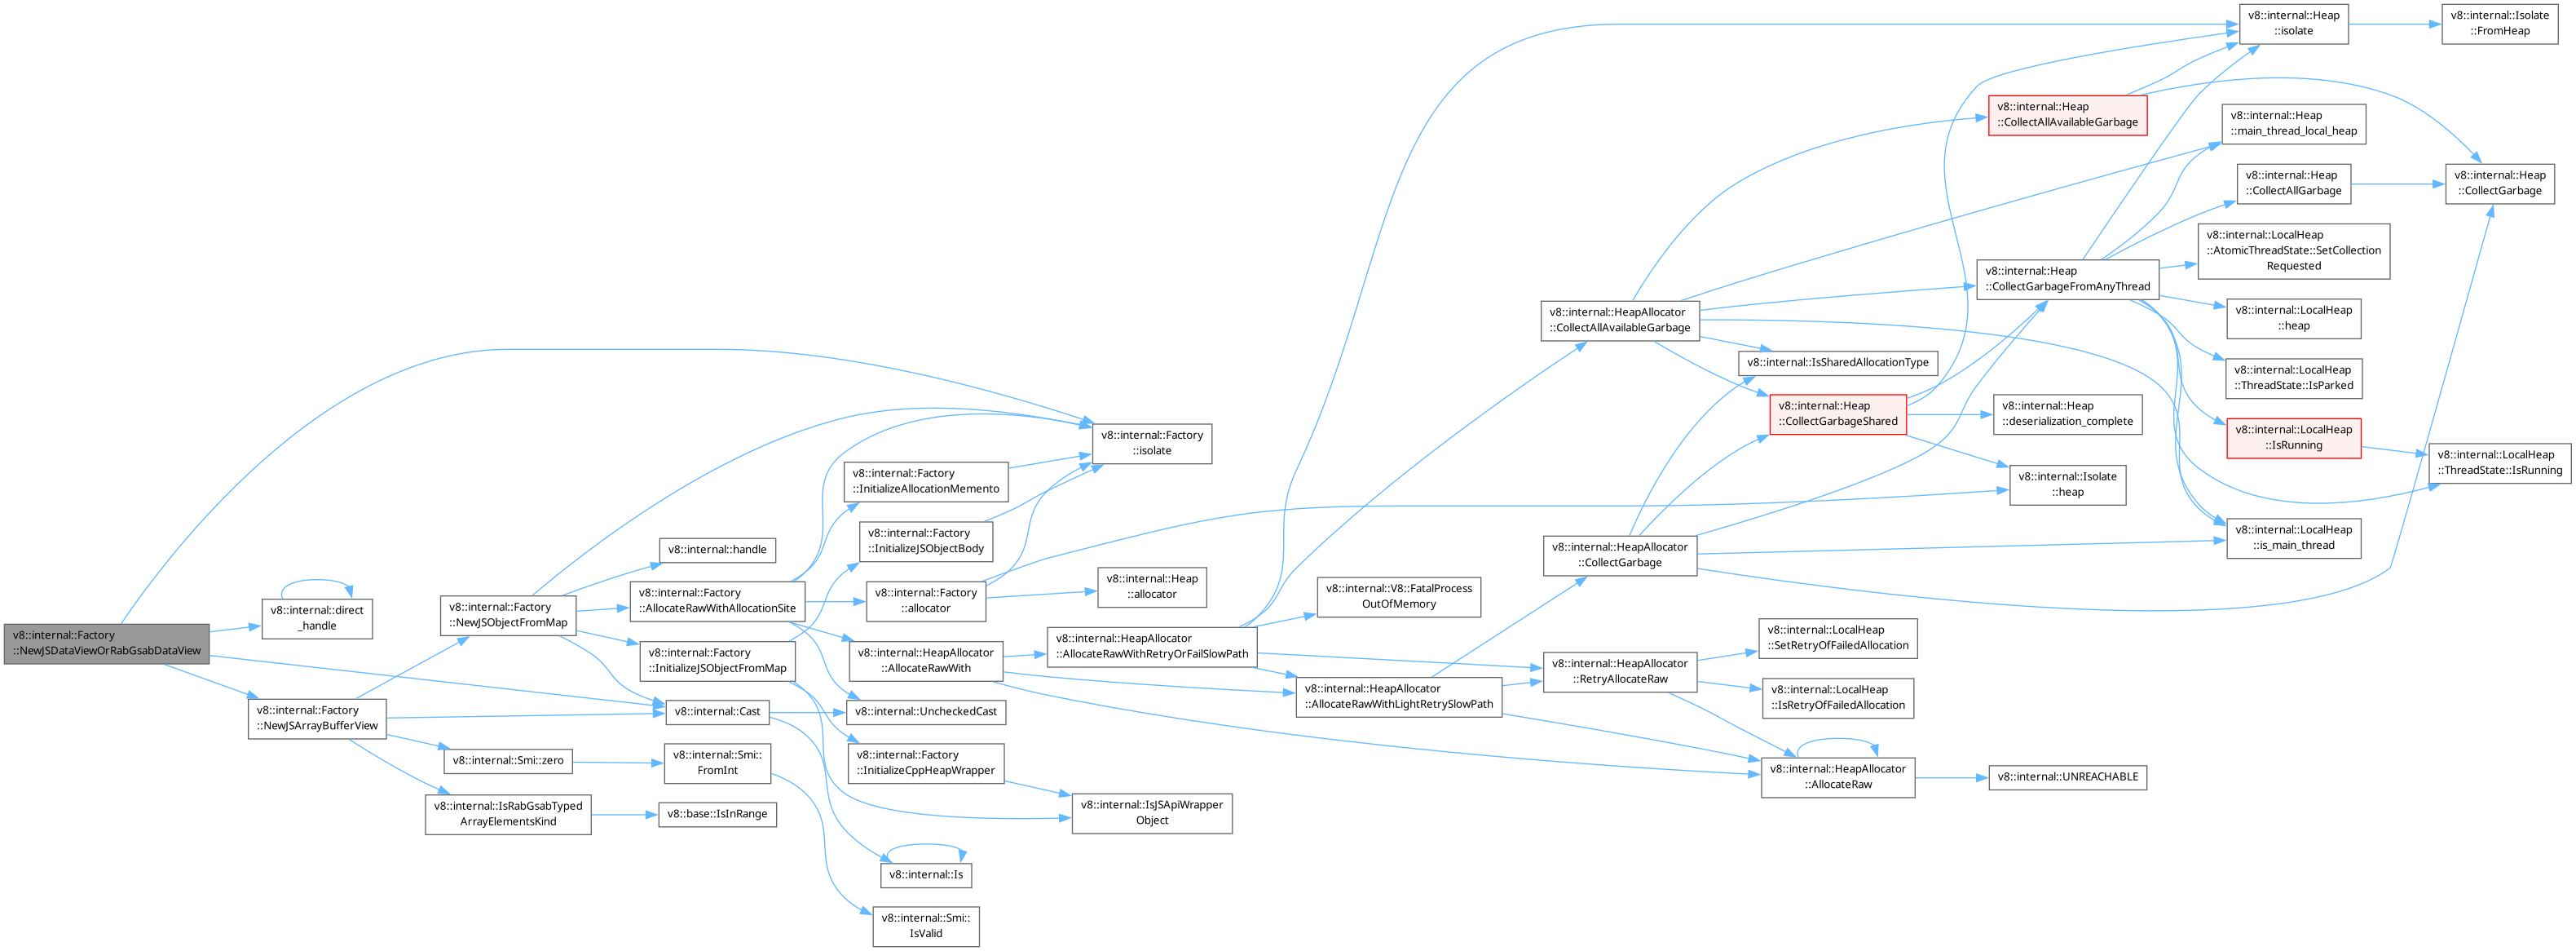 v8::internal::Factory
::NewJSDataViewOrRabGsabDataView
v8::internal::direct
_handle
v8::internal::Factory
::NewJSArrayBufferView
v8::internal::Factory
::NewJSObjectFromMap
v8::internal::Smi::zero
v8::internal::IsRabGsabTyped
ArrayElementsKind
v8::internal::handle
v8::internal::Factory
::AllocateRawWithAllocationSite
v8::internal::Factory
::InitializeJSObjectFromMap
v8::internal::Cast
v8::internal::Smi::
FromInt
v8::base::IsInRange
v8::internal::Factory
::InitializeAllocationMemento
v8::internal::Factory
::InitializeJSObjectBody
v8::internal::Factory
::allocator
v8::internal::HeapAllocator
::AllocateRawWith
v8::internal::UncheckedCast
v8::internal::Factory
::InitializeCppHeapWrapper
v8::internal::Is
v8::internal::Smi::
IsValid
v8::internal::Factory
::isolate
v8::internal::Heap
::allocator
v8::internal::HeapAllocator
::AllocateRawWithRetryOrFailSlowPath
v8::internal::IsJSApiWrapper
Object
v8::internal::V8::FatalProcess
OutOfMemory
v8::internal::HeapAllocator
::AllocateRawWithLightRetrySlowPath
v8::internal::HeapAllocator
::CollectAllAvailableGarbage
v8::internal::HeapAllocator
::CollectGarbage
v8::internal::HeapAllocator
::RetryAllocateRaw
v8::internal::IsSharedAllocationType
v8::internal::Heap
::CollectGarbageShared
v8::internal::LocalHeap
::SetRetryOfFailedAllocation
v8::internal::LocalHeap
::IsRetryOfFailedAllocation
v8::internal::HeapAllocator
::AllocateRaw
v8::internal::Heap
::CollectAllAvailableGarbage
v8::internal::Heap
::CollectGarbageFromAnyThread
v8::internal::Heap
::deserialization_complete
v8::internal::Isolate
::heap
v8::internal::UNREACHABLE
v8::internal::Heap
::isolate
v8::internal::Heap
::main_thread_local_heap
v8::internal::Heap
::CollectAllGarbage
v8::internal::LocalHeap
::AtomicThreadState::SetCollection
Requested
v8::internal::LocalHeap
::heap
v8::internal::LocalHeap
::ThreadState::IsParked
v8::internal::LocalHeap
::IsRunning
v8::internal::LocalHeap
::is_main_thread
v8::internal::Isolate
::FromHeap
v8::internal::Heap
::CollectGarbage
v8::internal::LocalHeap
::ThreadState::IsRunning